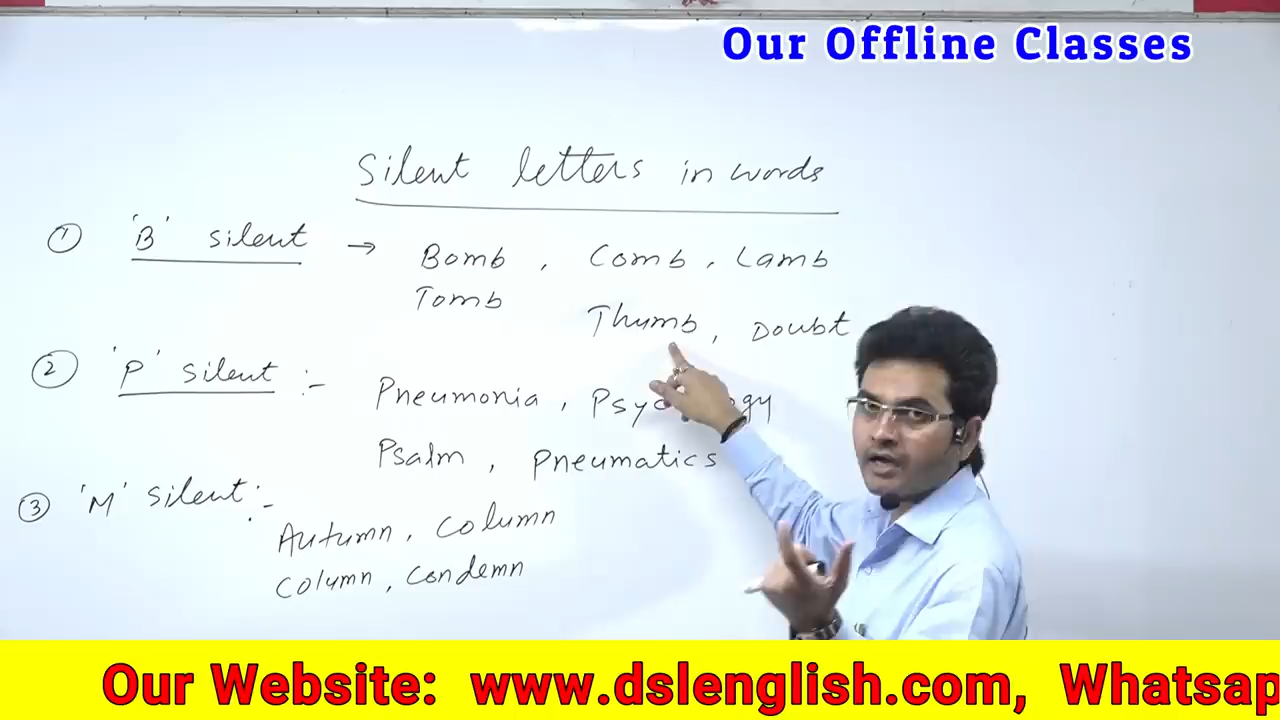 Our Offline Classes
Silent letters in words
① 'B' silent → Bomb, Comb, Lamb
Tomb Thumb, Doubt
② 'P' silent :- Pneumonia,
Psalm, Pneumatics
③ 'M' silent :-
Autumn, Column
Column, Condemn
Our Website: www.dslenglish.com, Whatsap